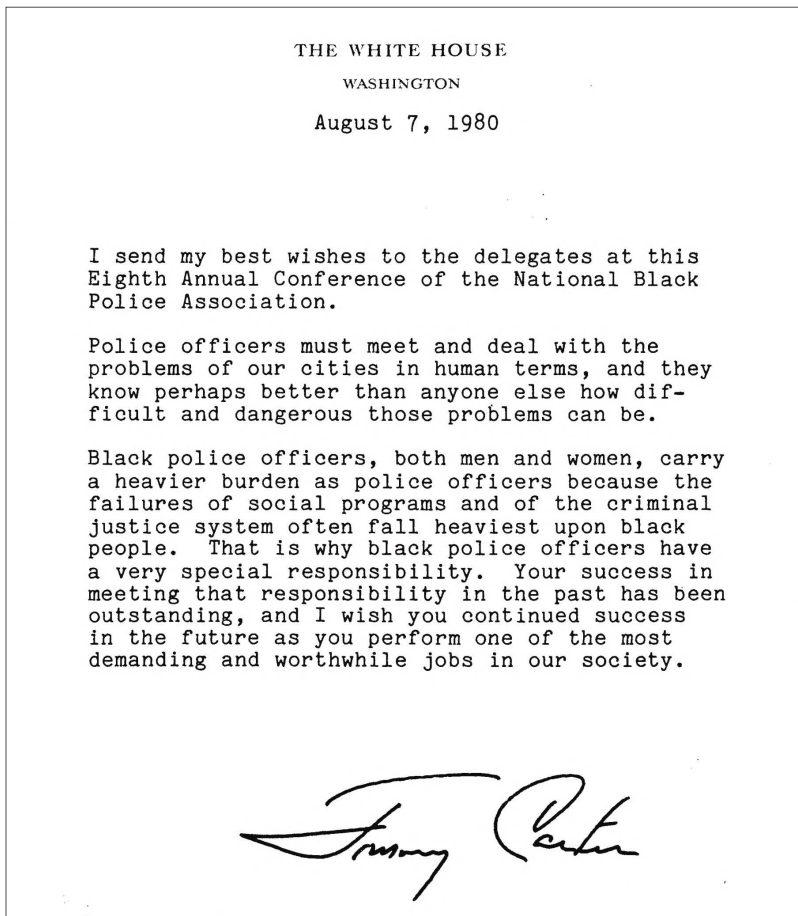 THE WHITE HOUSE
WASHINGTON
August 7, 1980
I send my best wishes to the delegates at this
Eighth Annual Conference of the National Black
Police Association.
Police officers must meet and deal with the
problems of our cities in human terms, and they
know perhaps better than anyone else how dif-
ficult and dangerous those problems can be.
Black police officers, both men and women, carry
a heavier burden as police officers because the
failures of social programs and of the criminal
justice system often fall heaviest upon black
people. That is why black police officers have
a very special responsibility. Your success in
meeting that responsibility in the past has been
outstanding, and I wish you continued success
in the future as you perform one of the most
demanding and worthwhile jobs in our society.
Jimmy Carter